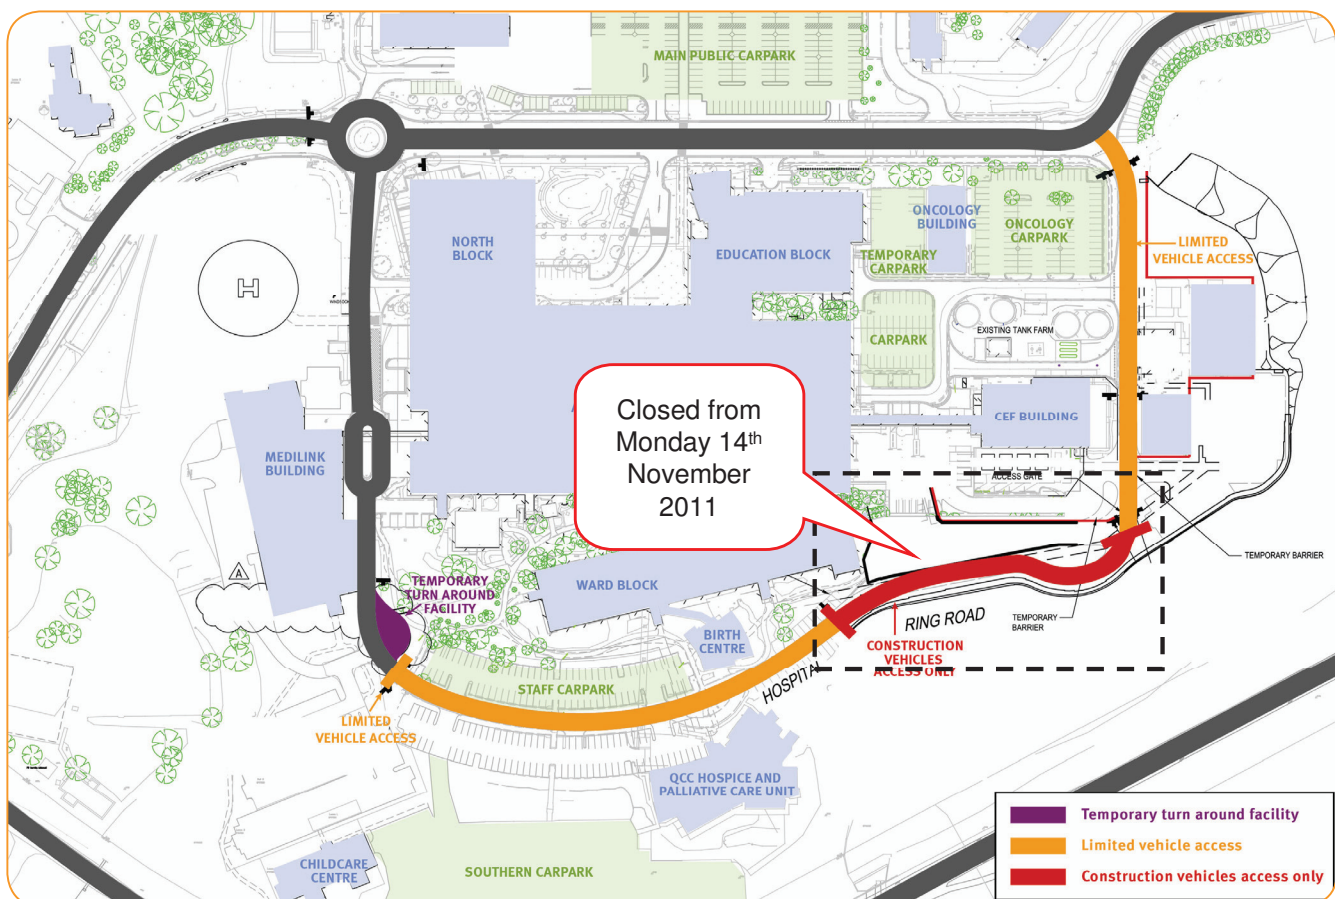 MAIN PUBLIC CARPARK
NORTH
BLOCK
EDUCATION BLOCK
ONCOLOGY
BUILDING
ONCOLOGY
CARPARK
TEMPORARY
CARPARK
LIMITED
VEHICLE ACCESS
H
CARPARK
EXISTING TANK FARM
CEF BUILDING
Closed from
Monday 14th
November
2011
MEDILINK
BUILDING
ACCESS GATE
TEMPORARY BARRIER
A
TEMPORARY
TURN AROUND
FACILITY
WARD BLOCK
BIRTH
CENTRE
HOSPITAL
RING ROAD
TEMPORARY
BARRIER
CONSTRUCTION
VEHICLES
ACCESS ONLY
STAFF CARPARK
LIMITED
VEHICLE ACCESS
QCC HOSPICE AND
PALLIATIVE CARE UNIT
CHILDCARE
CENTRE
SOUTHERN CARPARK
Temporary turn around facility
Limited vehicle access
Construction vehicles access only